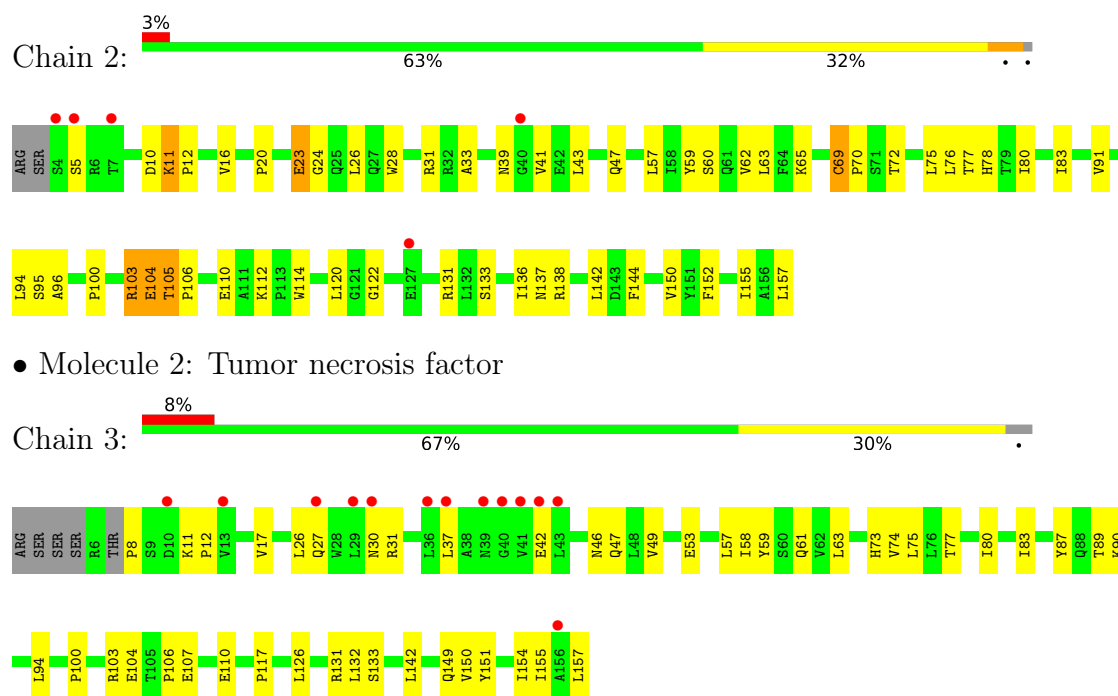 3%
Chain 2:
63% 32% • •
ARG SER S4 S5 R6 T7 D10 K11 P12 V16 P20 E23 G24 Q25 L26 Q27 W28 R31 R32 A33 N39 G40 V41 E42 L43 Q47 L57 I58 Y59 S60 Q61 V62 L63 F64 K65 C69 P70 S71 T72 L75 L76 T77 H78 T79 I80 I83 V91
L94 S95 A96 P100 R103 E104 T105 P106 E110 A111 K112 P113 W114 L120 G121 G122 E127 R131 L132 S133 I136 N137 R138 L142 D143 F144 V150 Y151 F152 I155 A156 L157
• Molecule 2: Tumor necrosis factor
8%
Chain 3:
67% 30% •
ARG SER SER SER R6 THR P8 S9 D10 K11 P12 V13 V17 L26 Q27 W28 L29 N30 R31 L36 L37 A38 N39 G40 V41 E42 L43 N46 Q47 L48 V49 E53 L57 I58 Y59 S60 Q61 V62 L63 H73 V74 L75 L76 T77 I80 I83 Y87 Q88 T89 K90
L94 P100 R103 E104 T105 P106 E107 E110 P117 L126 R131 L132 S133 L142 Q149 V150 Y151 I154 I155 A156 L157